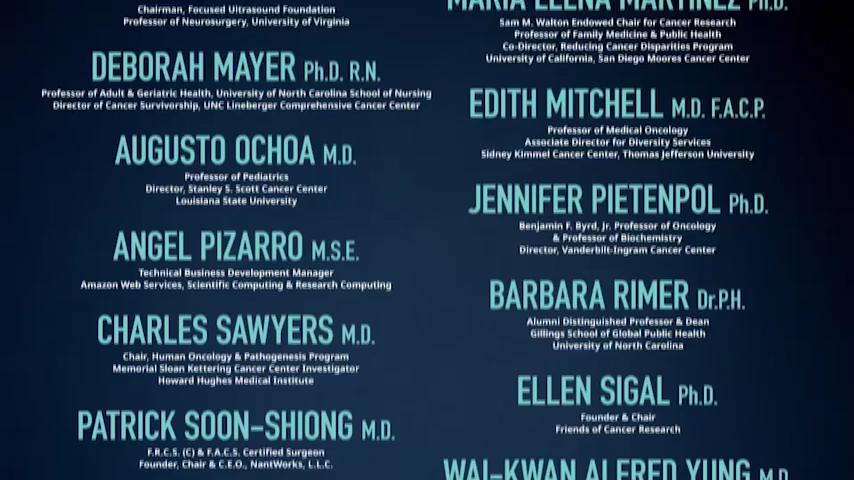 Chairman, Focused Ultrasound Foundation
Professor of Neurosurgery, University of Virginia
DEBORAH MAYER Ph.D. R.N.
Professor of Adult & Geriatric Health, University of North Carolina School of Nursing
Director of Cancer Survivorship, UNC Lineberger Comprehensive Cancer Center
AUGUSTO OCHOA M.D.
Professor of Pediatrics
Director, Stanley S. Scott Cancer Center
Louisiana State University
ANGEL PIZARRO M.S.E.
Technical Business Development Manager
Amazon Web Services, Scientific Computing & Research Computing
CHARLES SAWYERS M.D.
Chair, Human Oncology & Pathogenesis Program
Memorial Sloan Kettering Cancer Center Investigator
Howard Hughes Medical Institute
PATRICK SOON-SHIONG M.D.
F.R.C.S. (C) & F.A.C.S. Certified Surgeon
Founder, Chair & C.E.O., NantWorks, L.L.C.
MARIA ELENA MARTINEZ Ph.D.
Sam M. Walton Endowed Chair for Cancer Research
Professor of Family Medicine & Public Health
Co-Director, Reducing Cancer Disparities Program
University of California, San Diego Moores Cancer Center
EDITH MITCHELL M.D. F.A.C.P.
Professor of Medical Oncology
Associate Director for Diversity Services
Sidney Kimmel Cancer Center, Thomas Jefferson University
JENNIFER PIETENPOL Ph.D.
Benjamin F. Byrd, Jr. Professor of Oncology
& Professor of Biochemistry
Director, Vanderbilt-Ingram Cancer Center
BARBARA RIMER Dr.P.H.
Alumni Distinguished Professor & Dean
Gillings School of Global Public Health
University of North Carolina
ELLEN SIGAL Ph.D.
Founder & Chair
Friends of Cancer Research
WAI-KWAN ALFRED YUNG M.D.